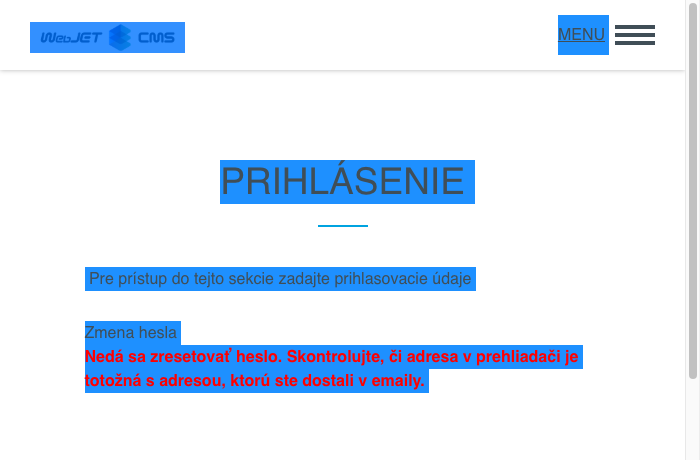 WebJET CMS
MENU
PRIHLÁSENIE
Pre prístup do tejto sekcie zadajte prihlasovacie údaje
Zmena hesla
Nedá sa zresetovať heslo. Skontrolujte, či adresa v prehliadači je
totožná s adresou, ktorú ste dostali v emaily.